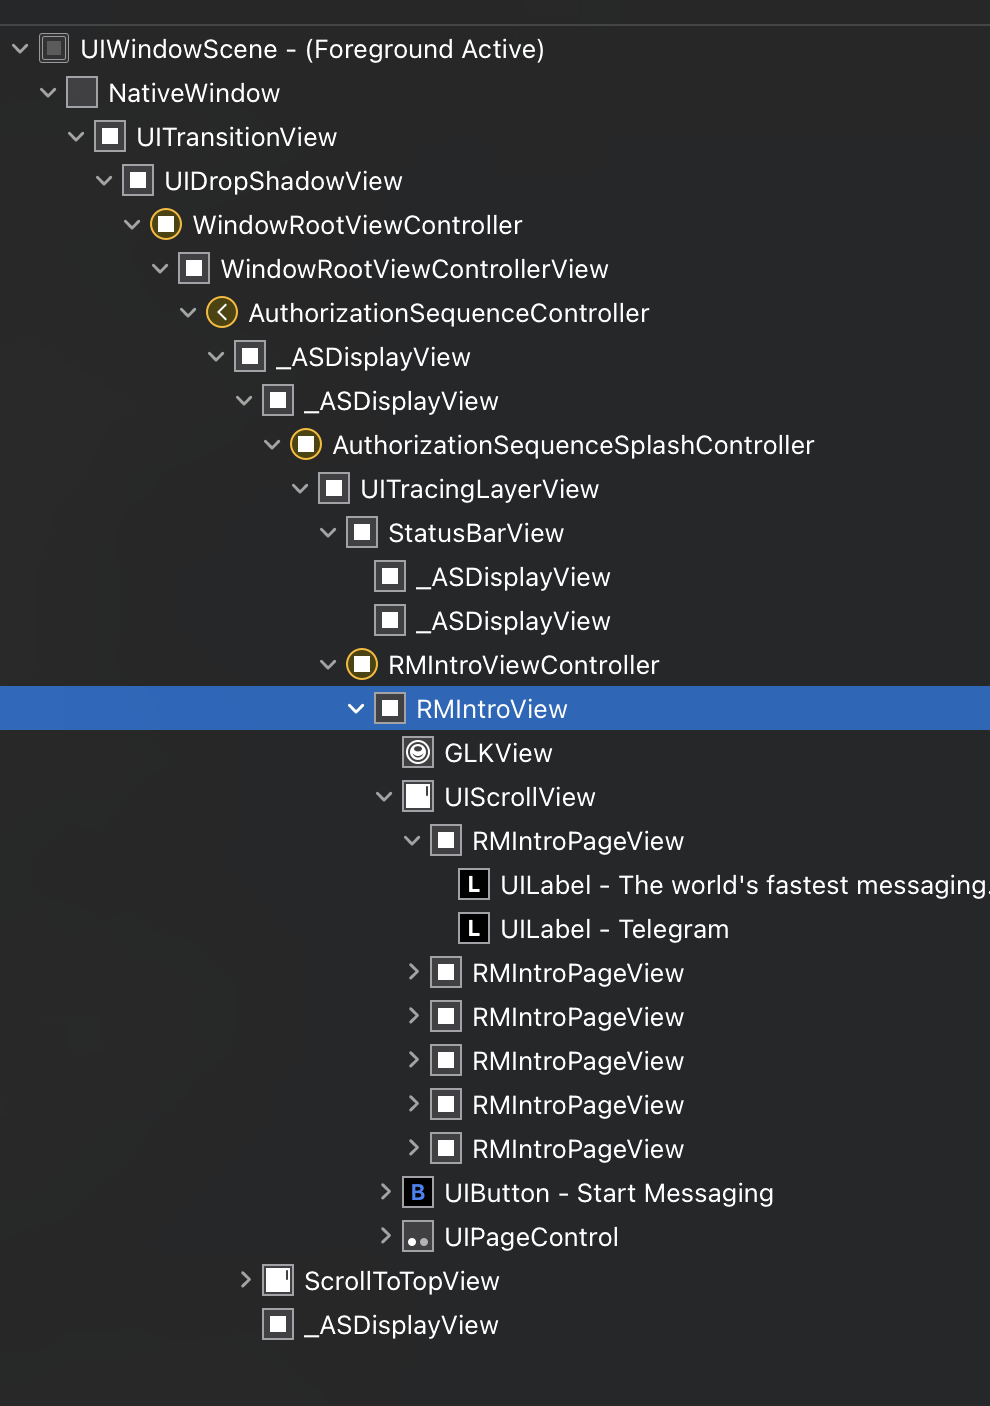 UIWindowScene - (Foreground Active)
NativeWindow
UITransitionView
UIDropShadowView
WindowRootViewController
WindowRootViewControllerView
AuthorizationSequenceController
_ASDisplayView
_ASDisplayView
AuthorizationSequenceSplashController
UITracingLayerView
StatusBarView
_ASDisplayView
_ASDisplayView
RMIntroViewController
RMIntroView
GLKView
UIScrollView
RMIntroPageView
L UILabel - The world's fastest messaging.
L UILabel - Telegram
RMIntroPageView
RMIntroPageView
RMIntroPageView
RMIntroPageView
RMIntroPageView
B UIButton - Start Messaging
UIPageControl
ScrollToTopView
_ASDisplayView